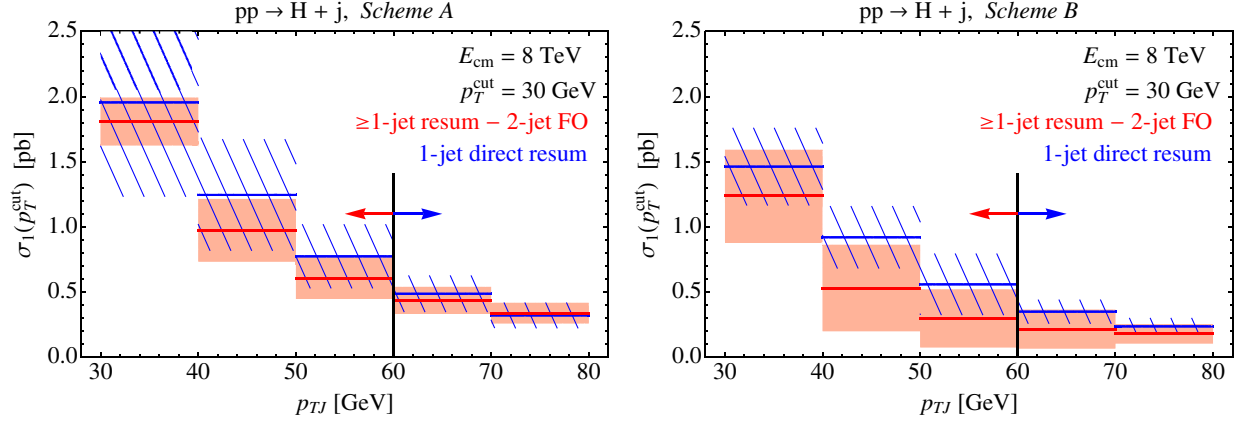 pp → H + j, Scheme A
E_cm = 8 TeV
p_T^cut = 30 GeV
≥1-jet resum − 2-jet FO
1-jet direct resum
σ_1(p_T^cut) [pb]
2.5
2.0
1.5
1.0
0.5
0.0
30 40 50 60 70 80
p_TJ [GeV]
pp → H + j, Scheme B
E_cm = 8 TeV
p_T^cut = 30 GeV
≥1-jet resum − 2-jet FO
1-jet direct resum
σ_1(p_T^cut) [pb]
2.5
2.0
1.5
1.0
0.5
0.0
30 40 50 60 70 80
p_TJ [GeV]